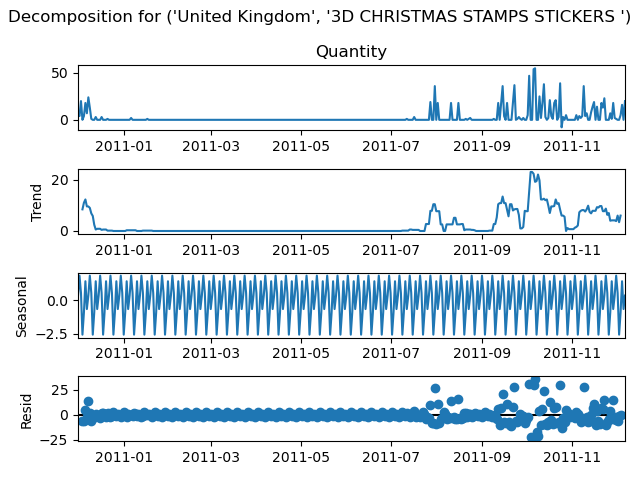 Decomposition for ('United Kingdom', '3D CHRISTMAS STAMPS STICKERS ')
Quantity
50
0
2011-01 2011-03 2011-05 2011-07 2011-09 2011-11
Trend
20
0
2011-01 2011-03 2011-05 2011-07 2011-09 2011-11
Seasonal
0.0
−2.5
2011-01 2011-03 2011-05 2011-07 2011-09 2011-11
Resid
25
0
−25
2011-01 2011-03 2011-05 2011-07 2011-09 2011-11